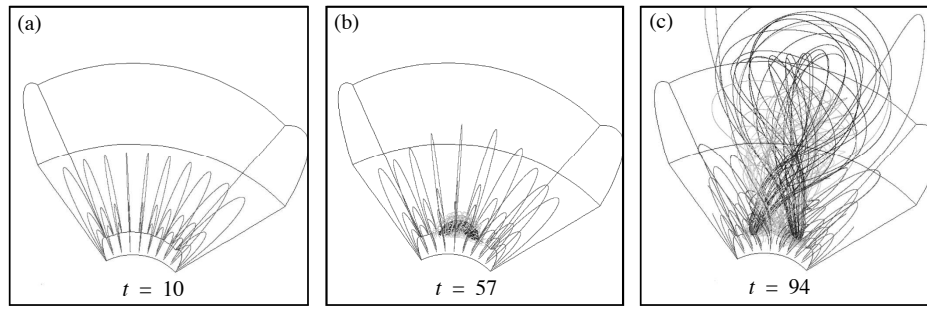 (a)
(b)
(c)
t = 10
t = 57
t = 94